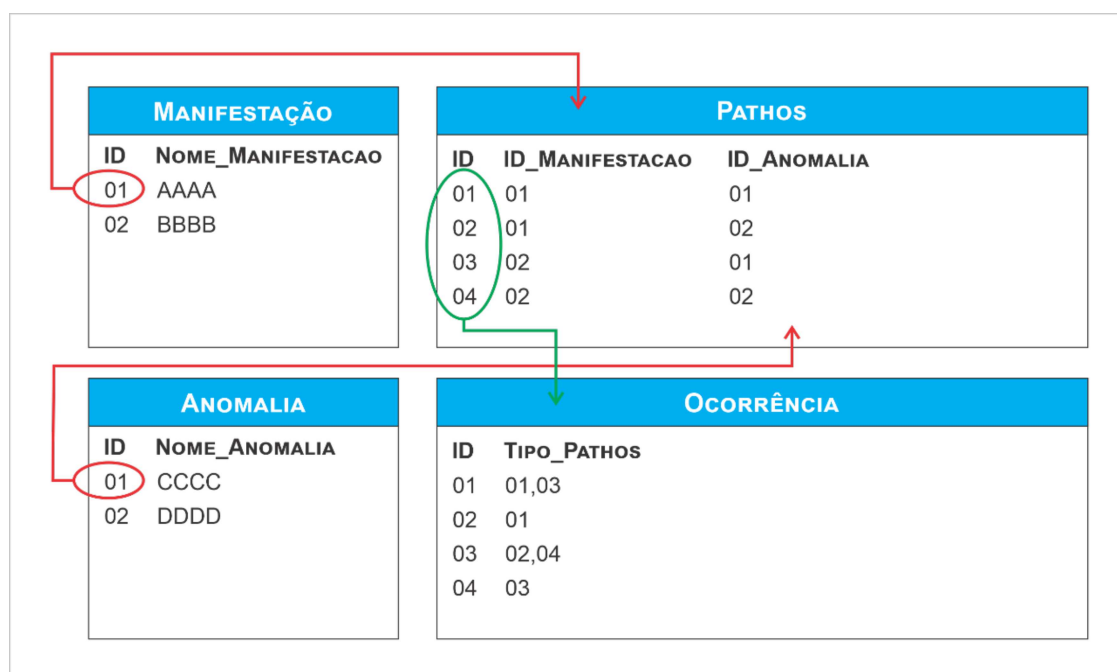 MANIFESTAÇÃO
ID NOME_MANIFESTACAO
01 AAAA
02 BBBB
PATHOS
ID ID_MANIFESTACAO ID_ANOMALIA
01 01 01
02 01 02
03 02 01
04 02 02
ANOMALIA
ID NOME_ANOMALIA
01 CCCC
02 DDDD
OCORRÊNCIA
ID TIPO_PATHOS
01 01,03
02 01
03 02,04
04 03